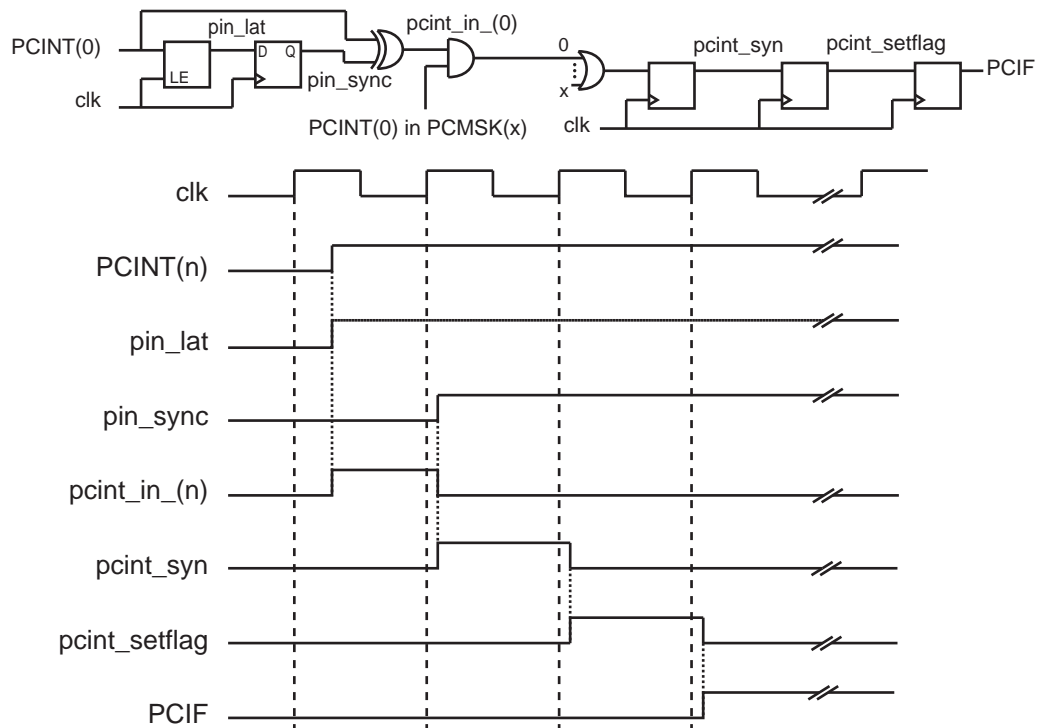 pin_lat
pcint_in_(0)
PCINT(0)
D Q
LE
pin_sync
clk
PCINT(0) in PCMSK(x)
0
x
clk
pcint_syn
pcint_setflag
PCIF
clk
PCINT(n)
pin_lat
pin_sync
pcint_in_(n)
pcint_syn
pcint_setflag
PCIF